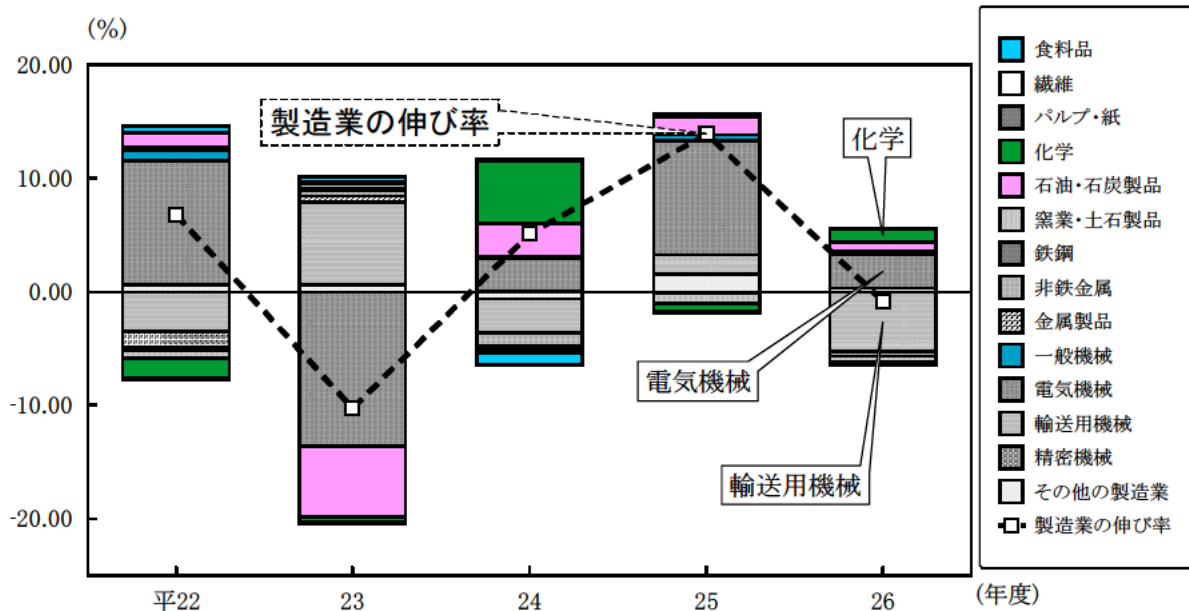 (%)
20.00
10.00
0.00
-10.00
-20.00
製造業の伸び率
化学
電気機械
輸送用機械
平22
23
24
25
26
(年度)
食料品
繊維
パルプ・紙
化学
石油・石炭製品
窯業・土石製品
鉄鋼
非鉄金属
金属製品
一般機械
電気機械
輸送用機械
精密機械
その他の製造業
製造業の伸び率